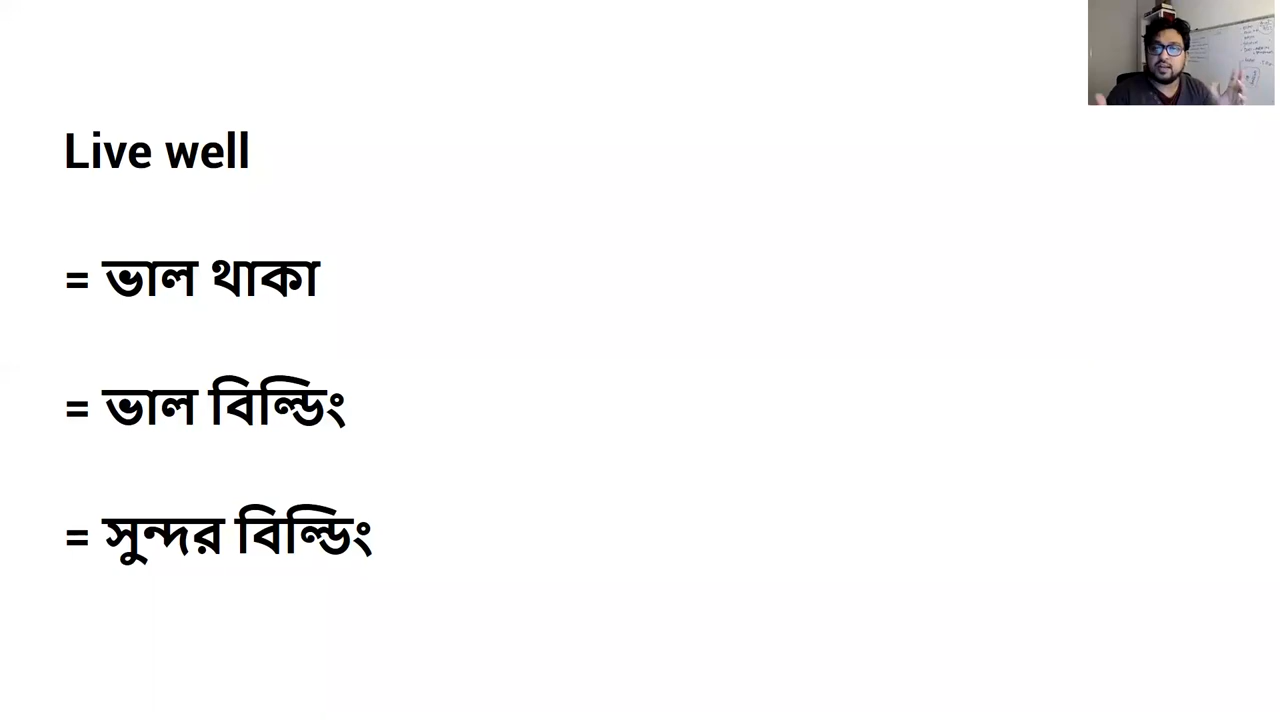 Live well
= ভাল থাকা
= ভাল বিল্ডিং
= সুন্দর বিল্ডিং